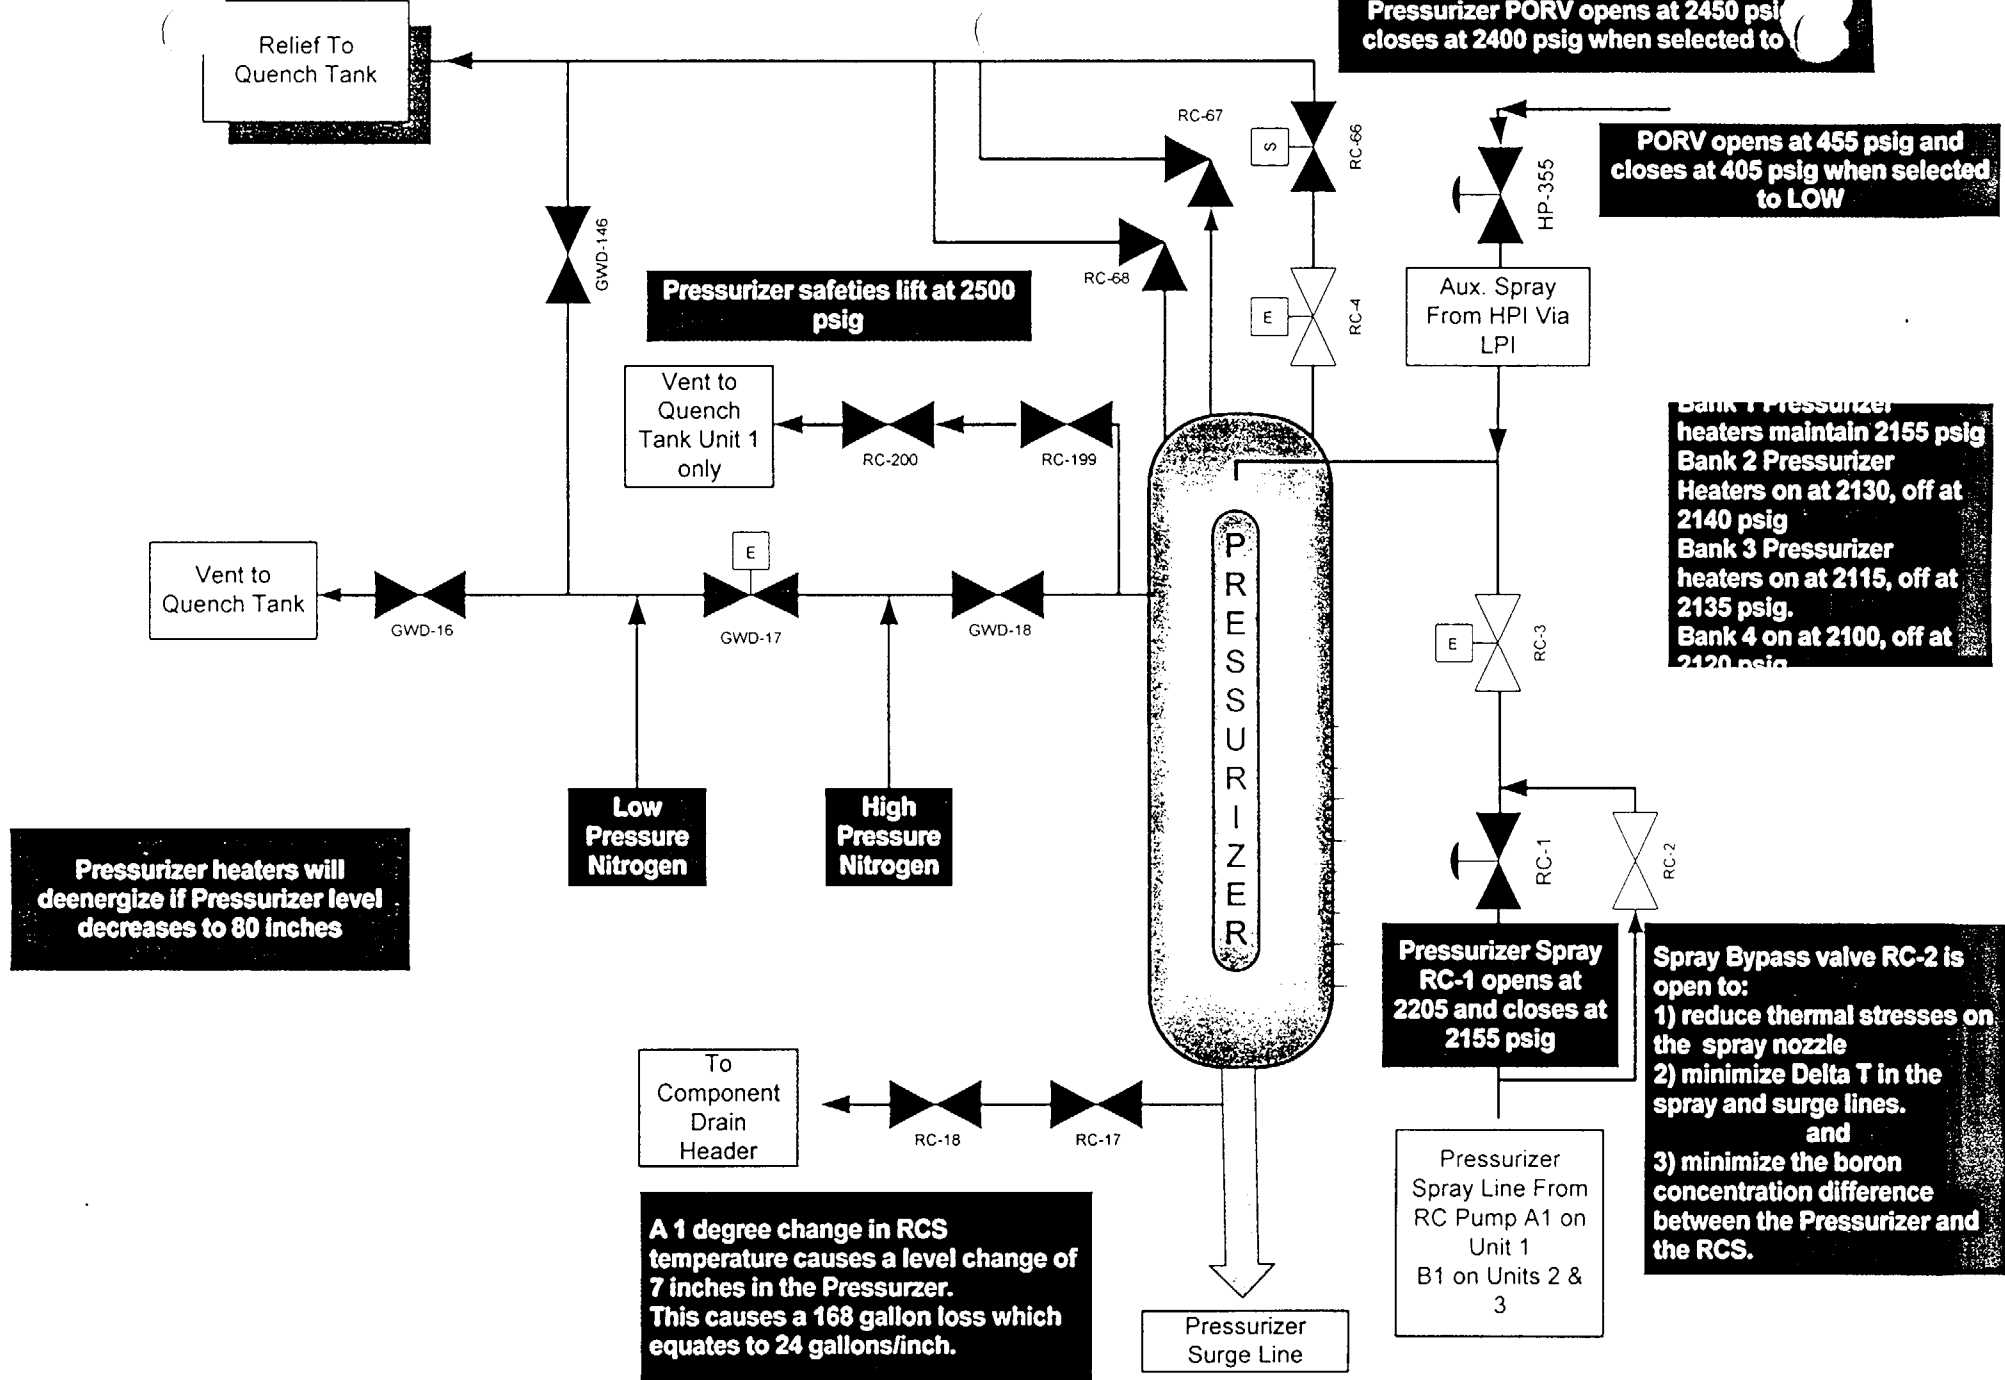 Relief To
Quench Tank
Pressurizer PORV opens at 2450
closes at 2400 psig when selected to
RC-67
RC-66
S
PORV opens at 455 psig and
closes at 405 psig when selected
to LOW
HP-355
GWD-146
RC-68
Pressurizer safeties lift at 2500
psig
E
RC-4
Aux. Spray
From HPI Via
LPI
Vent to
Quench
Tank Unit 1
only
RC-200
RC-199
Bank 1 Pressurizer
heaters maintain 2155 psig
Bank 2 Pressurizer
Heaters on at 2130, off at
2140 psig
Bank 3 Pressurizer
heaters on at 2115, off at
2135 psig.
Bank 4 on at 2100, off at
2120 psig
Vent to
Quench Tank
GWD-16
E
GWD-17
GWD-18
PRESSURIZER
E
RC-3
Low
Pressure
Nitrogen
High
Pressure
Nitrogen
RC-1
RC-2
Pressurizer heaters will
deenergize if Pressurizer level
decreases to 80 inches
Pressurizer Spray
RC-1 opens at
2205 and closes at
2155 psig
Spray Bypass valve RC-2 is
open to:
1) reduce thermal stresses on
the spray nozzle
2) minimize Delta T in the
spray and surge lines.
and
3) minimize the boron
concentration difference
between the Pressurizer and
the RCS.
To
Component
Drain
Header
RC-18
RC-17
Pressurizer
Spray Line From
RC Pump A1 on
Unit 1
B1 on Units 2 &
3
A 1 degree change in RCS
temperature causes a level change of
7 inches in the Pressurzer.
This causes a 168 gallon loss which
equates to 24 gallons/inch.
Pressurizer
Surge Line